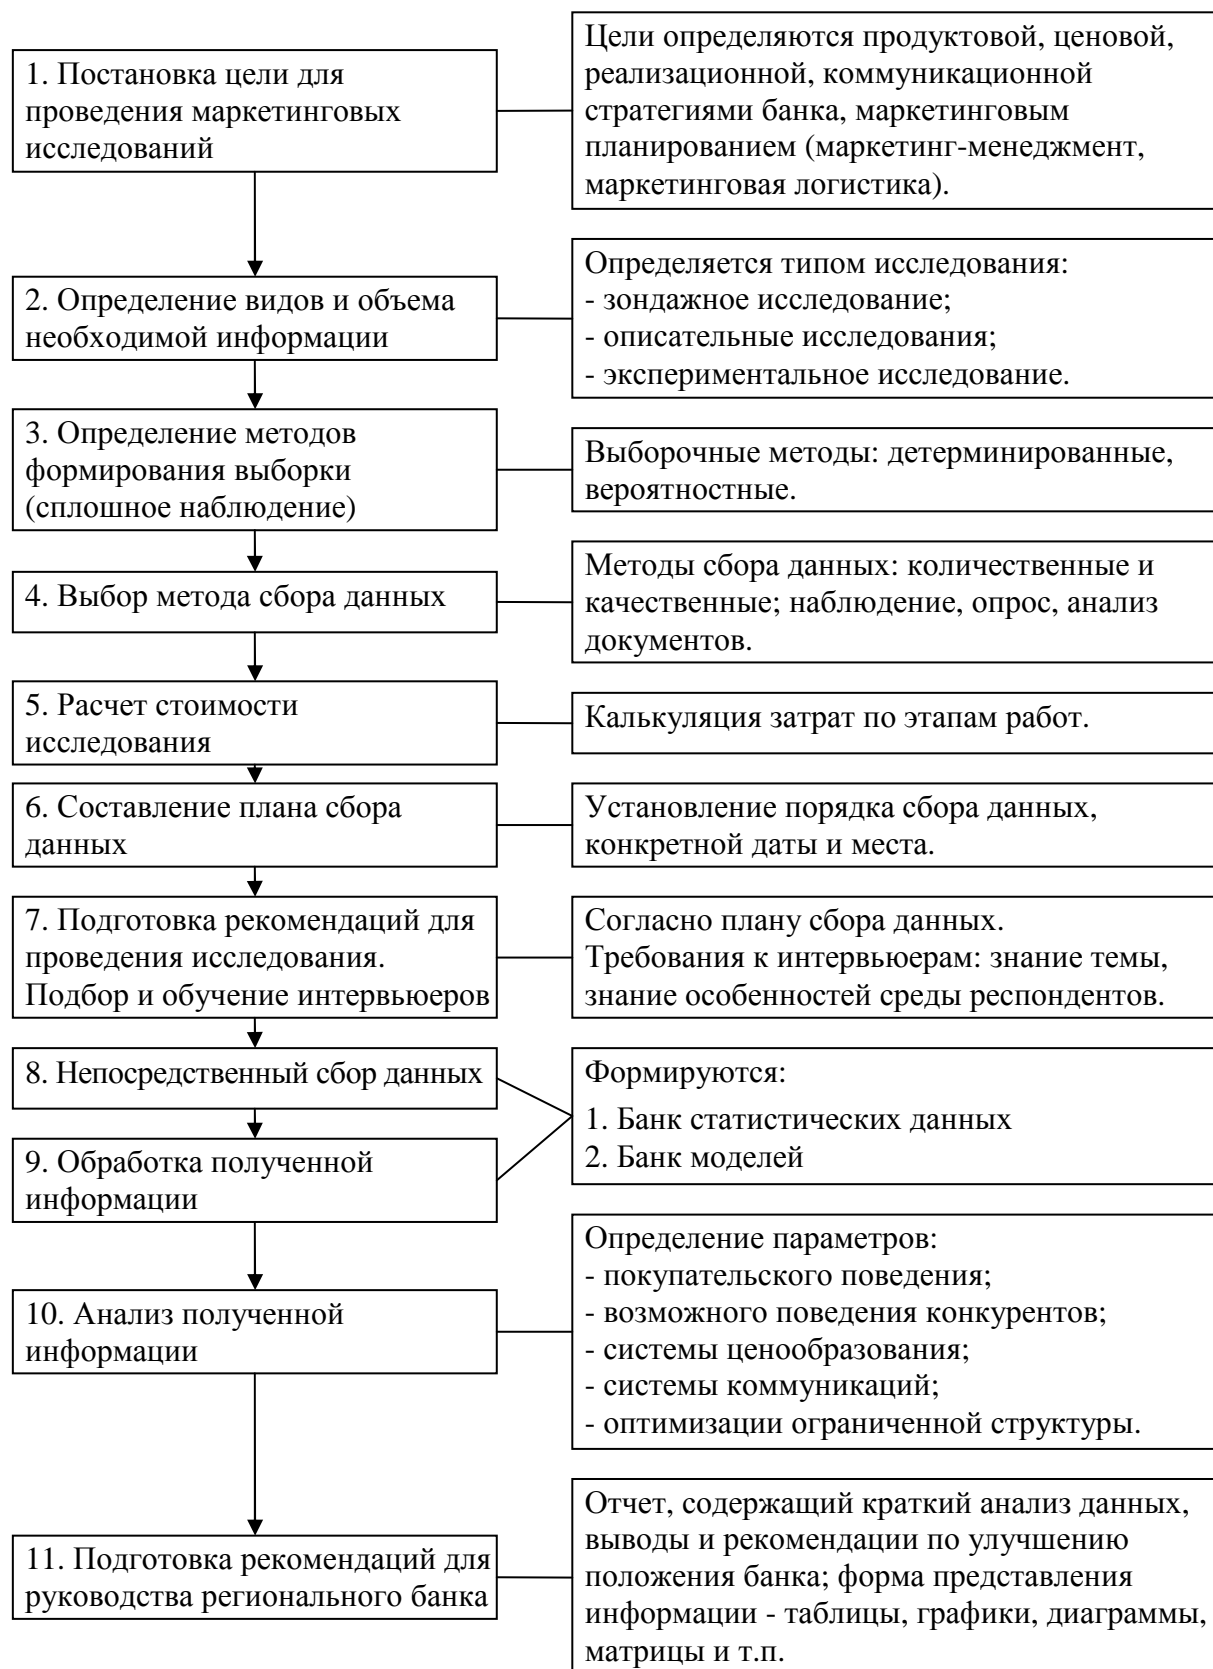 1. Постановка цели для
проведения маркетинговых
исследований
Цели определяются продуктовой, ценовой,
реализационной, коммуникационной
стратегиями банка, маркетинговым
планированием (маркетинг-менеджмент,
маркетинговая логистика).
2. Определение видов и объема
необходимой информации
Определяется типом исследования:
- зондажное исследование;
- описательные исследования;
- экспериментальное исследование.
3. Определение методов
формирования выборки
(сплошное наблюдение)
Выборочные методы: детерминированные,
вероятностные.
4. Выбор метода сбора данных
Методы сбора данных: количественные и
качественные; наблюдение, опрос, анализ
документов.
5. Расчет стоимости
исследования
Калькуляция затрат по этапам работ.
6. Составление плана сбора
данных
Установление порядка сбора данных,
конкретной даты и места.
7. Подготовка рекомендаций для
проведения исследования.
Подбор и обучение интервьюеров
Согласно плану сбора данных.
Требования к интервьюерам: знание темы,
знание особенностей среды респондентов.
8. Непосредственный сбор данных
9. Обработка полученной
информации
Формируются:
1. Банк статистических данных
2. Банк моделей
10. Анализ полученной
информации
Определение параметров:
- покупательского поведения;
- возможного поведения конкурентов;
- системы ценообразования;
- системы коммуникаций;
- оптимизации ограниченной структуры.
11. Подготовка рекомендаций для
руководства регионального банка
Отчет, содержащий краткий анализ данных,
выводы и рекомендации по улучшению
положения банка; форма представления
информации - таблицы, графики, диаграммы,
матрицы и т.п.